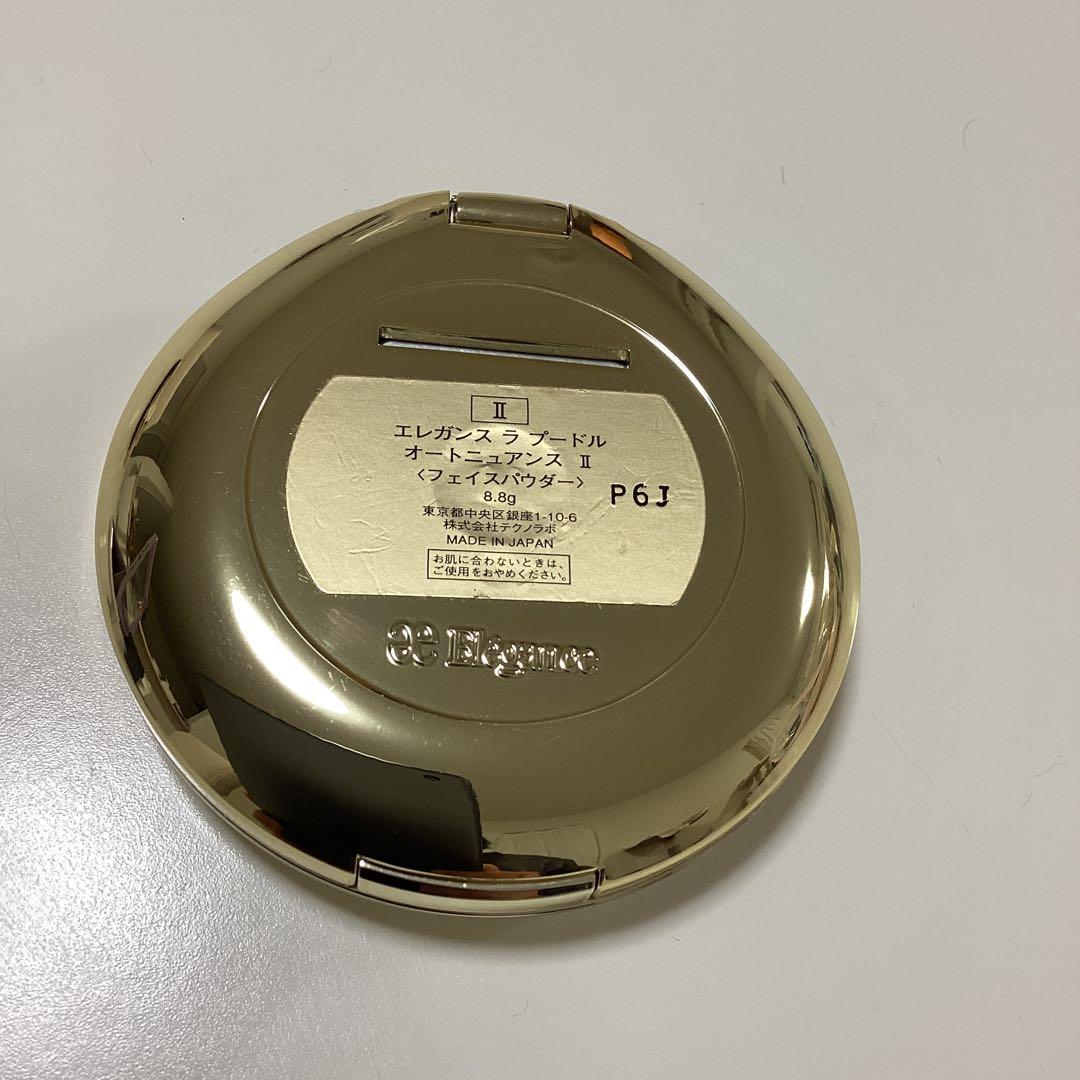 II
エレガンス ラ プードル
オートニュアンス II
〈フェイスパウダー〉
8.8g
P6J
東京都中央区銀座1-10-6
株式会社テクノラボ
MADE IN JAPAN
お肌に合わないときは、
ご使用をおやめください。
Elégance